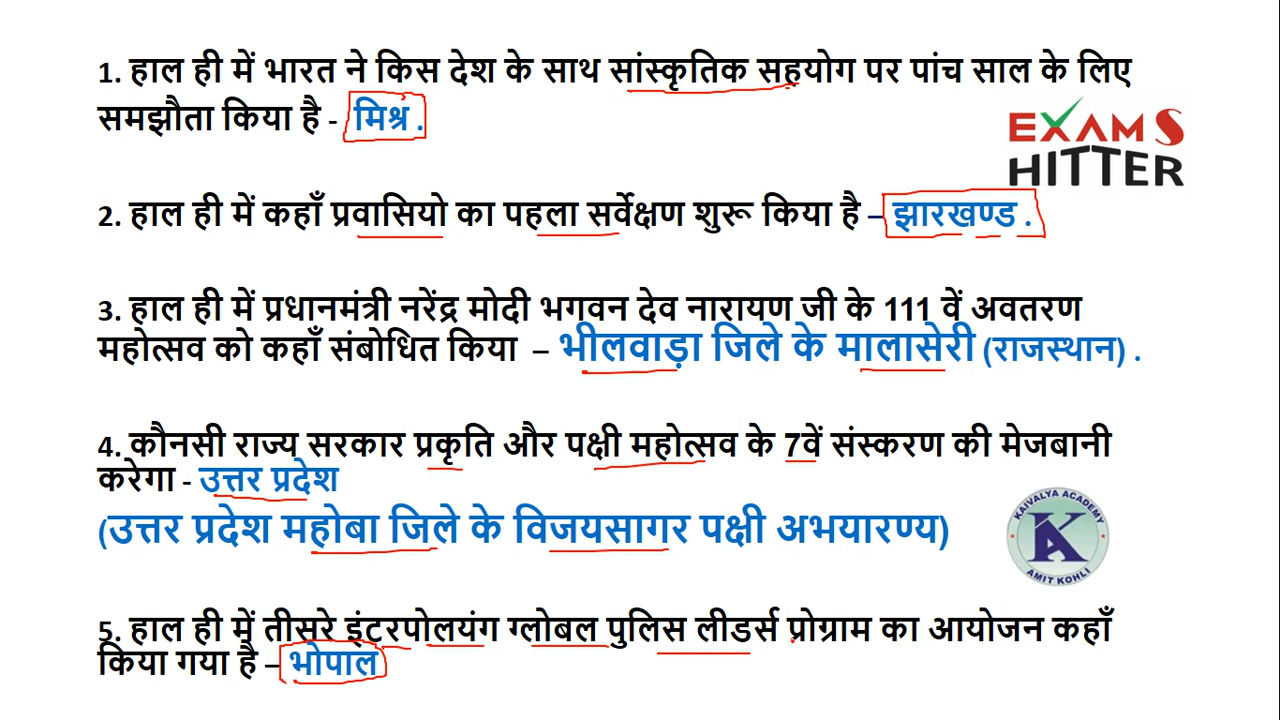 1. हाल ही में भारत ने किस देश के साथ सांस्कृतिक सहयोग पर पांच साल के लिए
समझौता किया है - मिश्र .
EXAMS
HITTER
2. हाल ही में कहाँ प्रवासियो का पहला सर्वेक्षण शुरू किया है – झारखण्ड .
3. हाल ही में प्रधानमंत्री नरेंद्र मोदी भगवन देव नारायण जी के 111 वें अवतरण
महोत्सव को कहाँ संबोधित किया – भीलवाड़ा जिले के मालासेरी (राजस्थान) .
4. कौनसी राज्य सरकार प्रकृति और पक्षी महोत्सव के 7वें संस्करण की मेजबानी
करेगा - उत्तर प्रदेश
(उत्तर प्रदेश महोबा जिले के विजयसागर पक्षी अभयारण्य)
KAIVALYA ACADEMY
K
AMIT KOHLI
5. हाल ही में तीसरे इंटरपोलयंग ग्लोबल पुलिस लीडर्स प्रोग्राम का आयोजन कहाँ
किया गया है – भोपाल